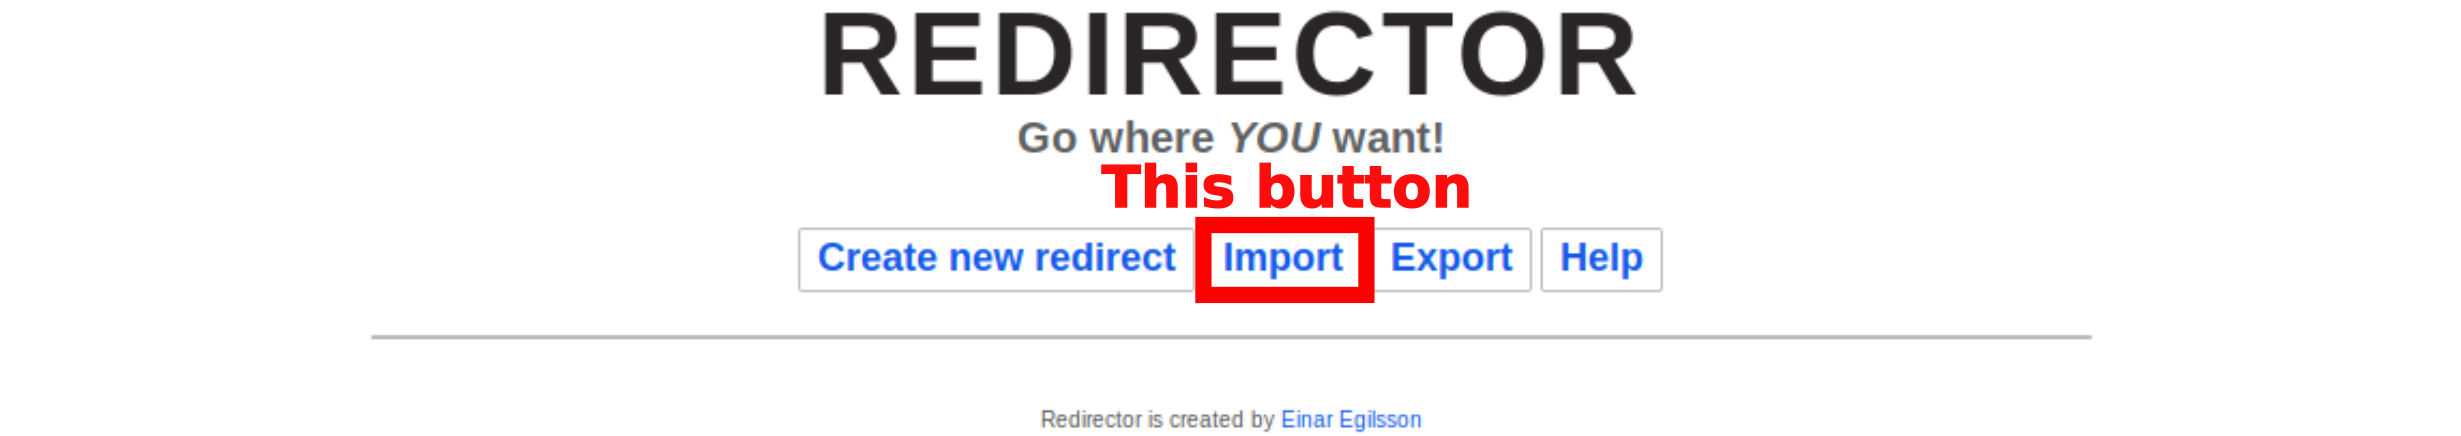 REDIRECTOR
Go where YOU want!
This button
Create new redirect Import Export Help
Redirector is created by Einar Egilsson